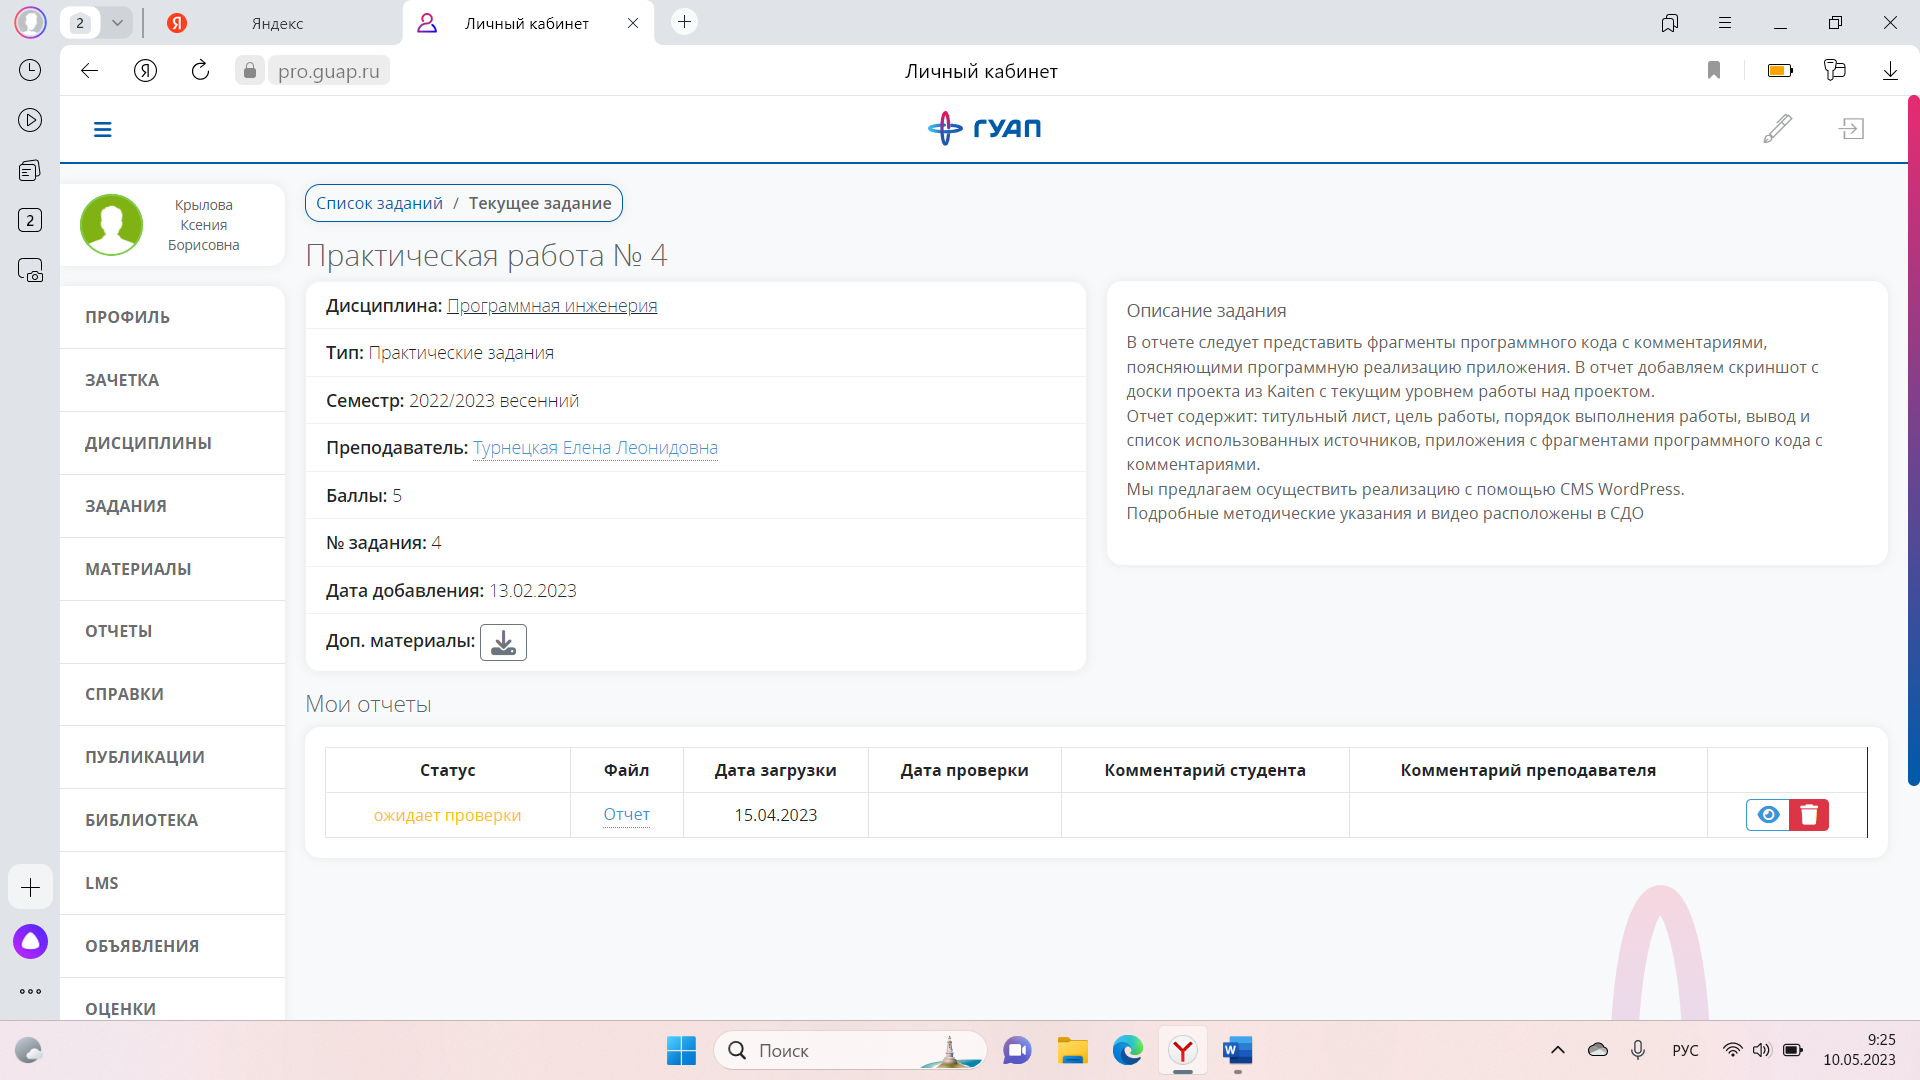 2
Яндекс
Личный кабинет
pro.guap.ru
Личный кабинет
2
ГУАП
Крылова
Ксения
Борисовна
ПРОФИЛЬ
ЗАЧЕТКА
ДИСЦИПЛИНЫ
ЗАДАНИЯ
МАТЕРИАЛЫ
ОТЧЕТЫ
СПРАВКИ
ПУБЛИКАЦИИ
БИБЛИОТЕКА
LMS
ОБЪЯВЛЕНИЯ
ОЦЕНКИ
Список заданий / Текущее задание
Практическая работа № 4
Дисциплина: Программная инженерия
Тип: Практические задания
Семестр: 2022/2023 весенний
Преподаватель: Турнецкая Елена Леонидовна
Баллы: 5
№ задания: 4
Дата добавления: 13.02.2023
Доп. материалы:
Описание задания
В отчете следует представить фрагменты программного кода с комментариями,
поясняющими программную реализацию приложения. В отчет добавляем скриншот с
доски проекта из Kaiten с текущим уровнем работы над проектом.
Отчет содержит: титульный лист, цель работы, порядок выполнения работы, вывод и
список использованных источников, приложения с фрагментами программного кода с
комментариями.
Мы предлагаем осуществить реализацию с помощью CMS WordPress.
Подробные методические указания и видео расположены в СДО
Мои отчеты
Статус Файл Дата загрузки Дата проверки Комментарий студента Комментарий преподавателя
ожидает проверки Отчет 15.04.2023
Поиск
РУС
9:25
10.05.2023